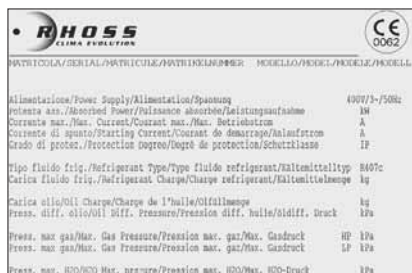 RHOSS
CLIMA EVOLUTION
CE
0062
MATRICOLA/SERIAL/MATRICULE/MATRIKKELNUMMER MODELLO/MODEL/MODELE/MODELL
Alimentazione/Power Supply/Alimentation/Spannung 400V/3~/50Hz
Potenza ass./Absorbed Power/Puissance absorbée/Leistungsaufnahme kW
Corrente max./Max. Current/Courant max./Max. Betriebstrom A
Corrente di spunto/Starting Current/Courant de demarrage/Anlaufstrom A
Grado di protez./Protection Degree/Degrè de protection/Schutzklasse IP
Tipo fluido frig./Refrigerant Type/Type fluide refrigerant/Kältemitteltyp R407c
Carica fluido frig./Refrigerant Charge/Charge refrigerant/Kältemittelmenge kg
Carica olio/Oil Charge/Charge de l'huile/Ölfüllmenge kg
Press. diff. olio/Oil Diff. Pressure/Pression diff. huile/Öldiff. Druck kPa
Press. max gas/Max. Gas Pressure/Pression max. gaz/Max. Gasdruck HP kPa
Press. max gas/Max. Gas Pressure/Pression max. gaz/Max. Gasdruck LP kPa
Press. max. H2O/H2O Max. pressure/Pression max. H2O/Max. H2O-Druck kPa